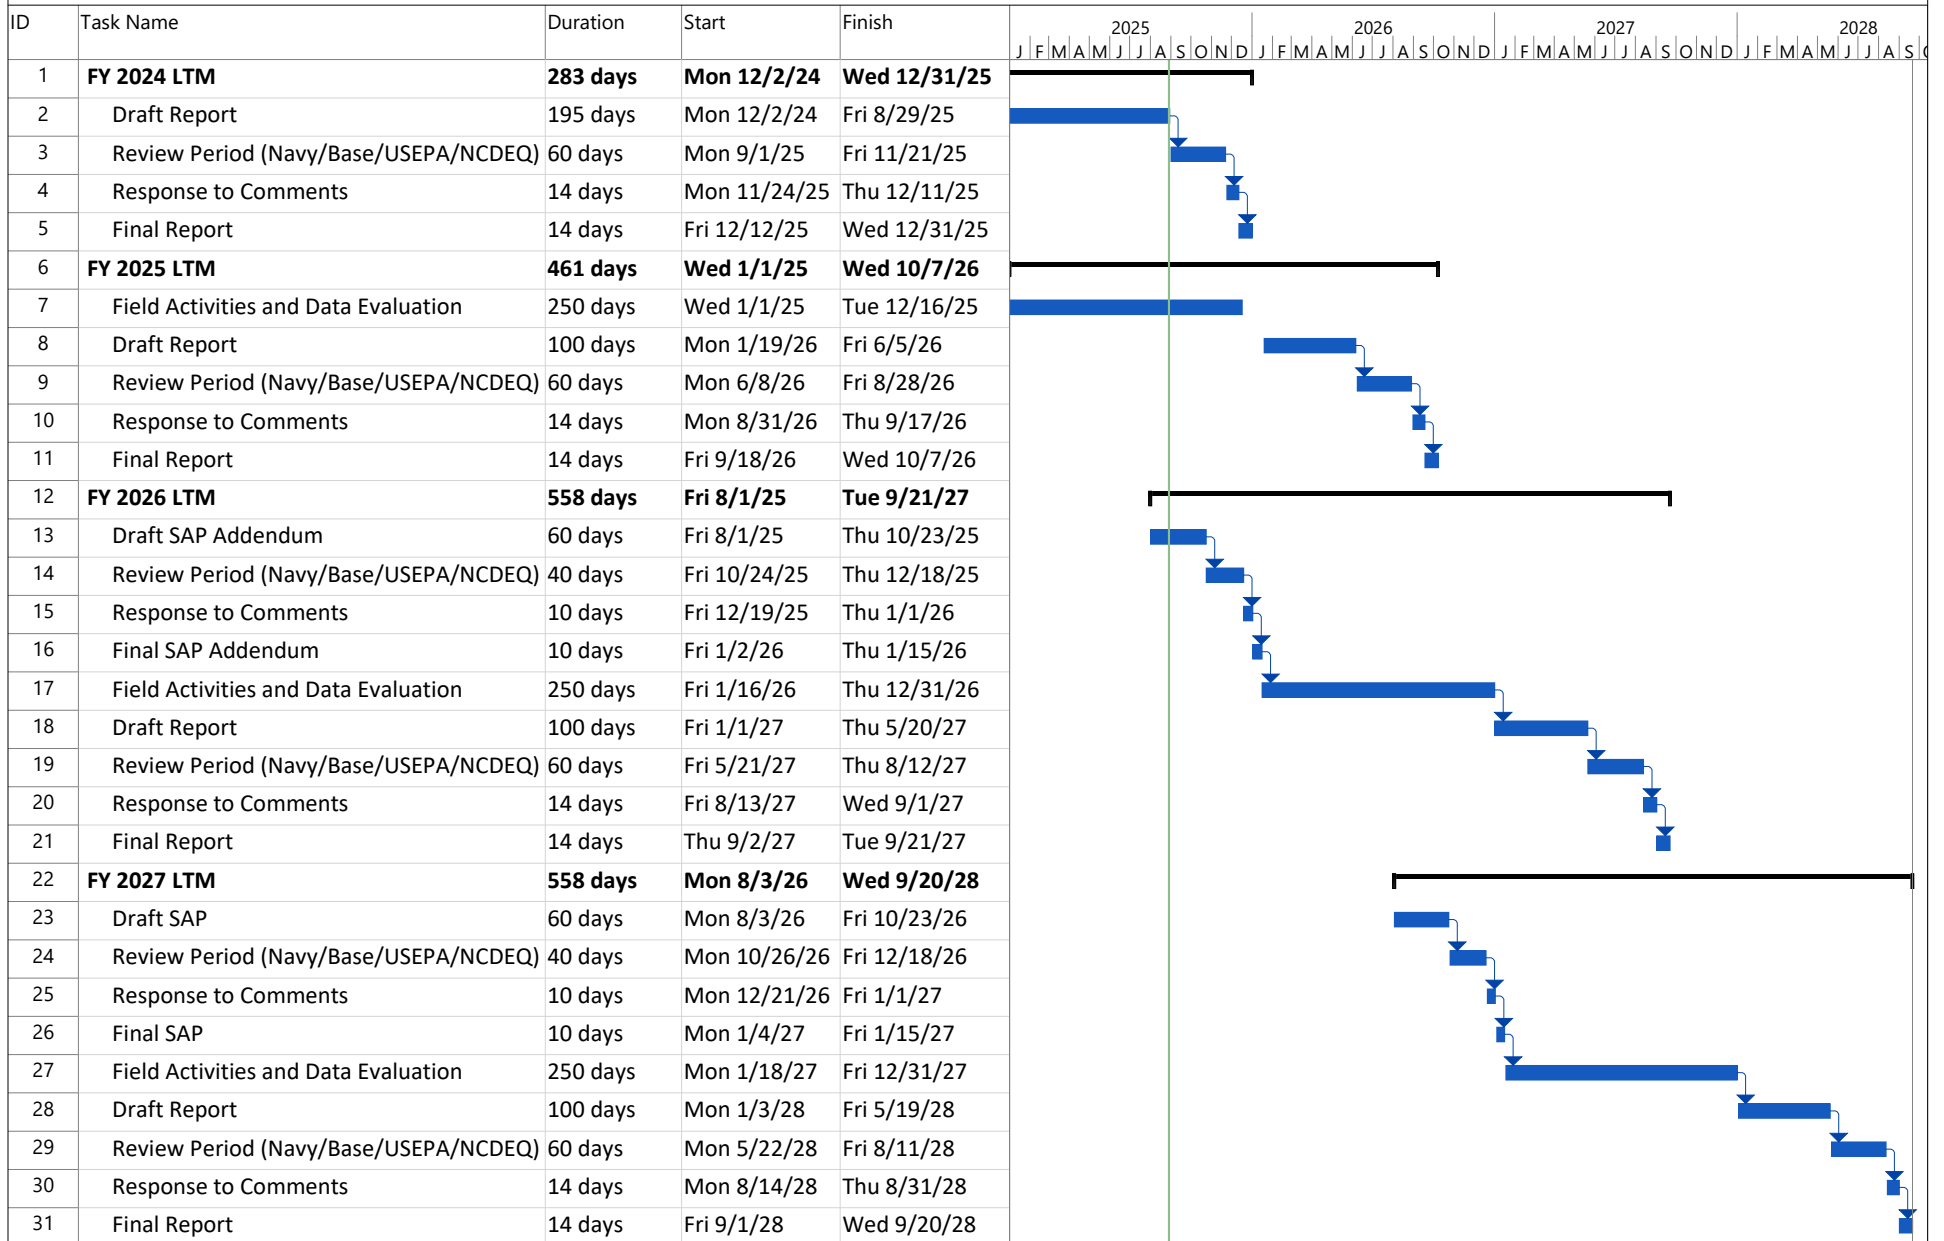 ID Task Name Duration Start Finish 2025 2026 2027 2028
J F M A M J J A S O N D J F M A M J J A S O N D J F M A M J J A S O N D J F M A M J J A S
1 FY 2024 LTM 283 days Mon 12/2/24 Wed 12/31/25
2 Draft Report 195 days Mon 12/2/24 Fri 8/29/25
3 Review Period (Navy/Base/USEPA/NCDEQ) 60 days Mon 9/1/25 Fri 11/21/25
4 Response to Comments 14 days Mon 11/24/25 Thu 12/11/25
5 Final Report 14 days Fri 12/12/25 Wed 12/31/25
6 FY 2025 LTM 461 days Wed 1/1/25 Wed 10/7/26
7 Field Activities and Data Evaluation 250 days Wed 1/1/25 Tue 12/16/25
8 Draft Report 100 days Mon 1/19/26 Fri 6/5/26
9 Review Period (Navy/Base/USEPA/NCDEQ) 60 days Mon 6/8/26 Fri 8/28/26
10 Response to Comments 14 days Mon 8/31/26 Thu 9/17/26
11 Final Report 14 days Fri 9/18/26 Wed 10/7/26
12 FY 2026 LTM 558 days Fri 8/1/25 Tue 9/21/27
13 Draft SAP Addendum 60 days Fri 8/1/25 Thu 10/23/25
14 Review Period (Navy/Base/USEPA/NCDEQ) 40 days Fri 10/24/25 Thu 12/18/25
15 Response to Comments 10 days Fri 12/19/25 Thu 1/1/26
16 Final SAP Addendum 10 days Fri 1/2/26 Thu 1/15/26
17 Field Activities and Data Evaluation 250 days Fri 1/16/26 Thu 12/31/26
18 Draft Report 100 days Fri 1/1/27 Thu 5/20/27
19 Review Period (Navy/Base/USEPA/NCDEQ) 60 days Fri 5/21/27 Thu 8/12/27
20 Response to Comments 14 days Fri 8/13/27 Wed 9/1/27
21 Final Report 14 days Thu 9/2/27 Tue 9/21/27
22 FY 2027 LTM 558 days Mon 8/3/26 Wed 9/20/28
23 Draft SAP 60 days Mon 8/3/26 Fri 10/23/26
24 Review Period (Navy/Base/USEPA/NCDEQ) 40 days Mon 10/26/26 Fri 12/18/26
25 Response to Comments 10 days Mon 12/21/26 Fri 1/1/27
26 Final SAP 10 days Mon 1/4/27 Fri 1/15/27
27 Field Activities and Data Evaluation 250 days Mon 1/18/27 Fri 12/31/27
28 Draft Report 100 days Mon 1/3/28 Fri 5/19/28
29 Review Period (Navy/Base/USEPA/NCDEQ) 60 days Mon 5/22/28 Fri 8/11/28
30 Response to Comments 14 days Mon 8/14/28 Thu 8/31/28
31 Final Report 14 days Fri 9/1/28 Wed 9/20/28